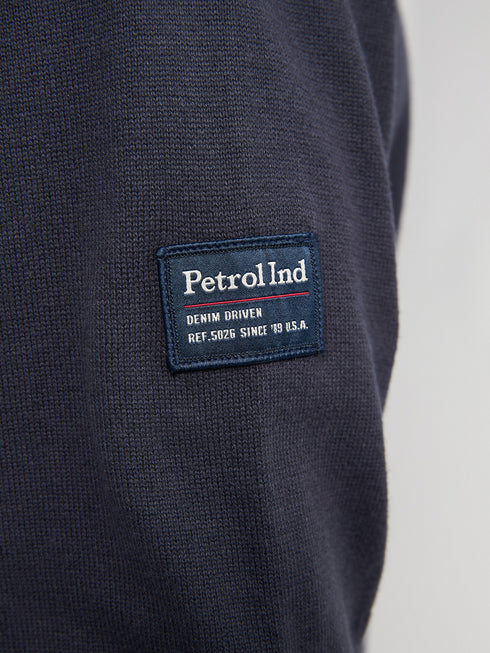 Petrol Ind
DENIM DRIVEN
REF.5026 SINCE '19 U.S.A.